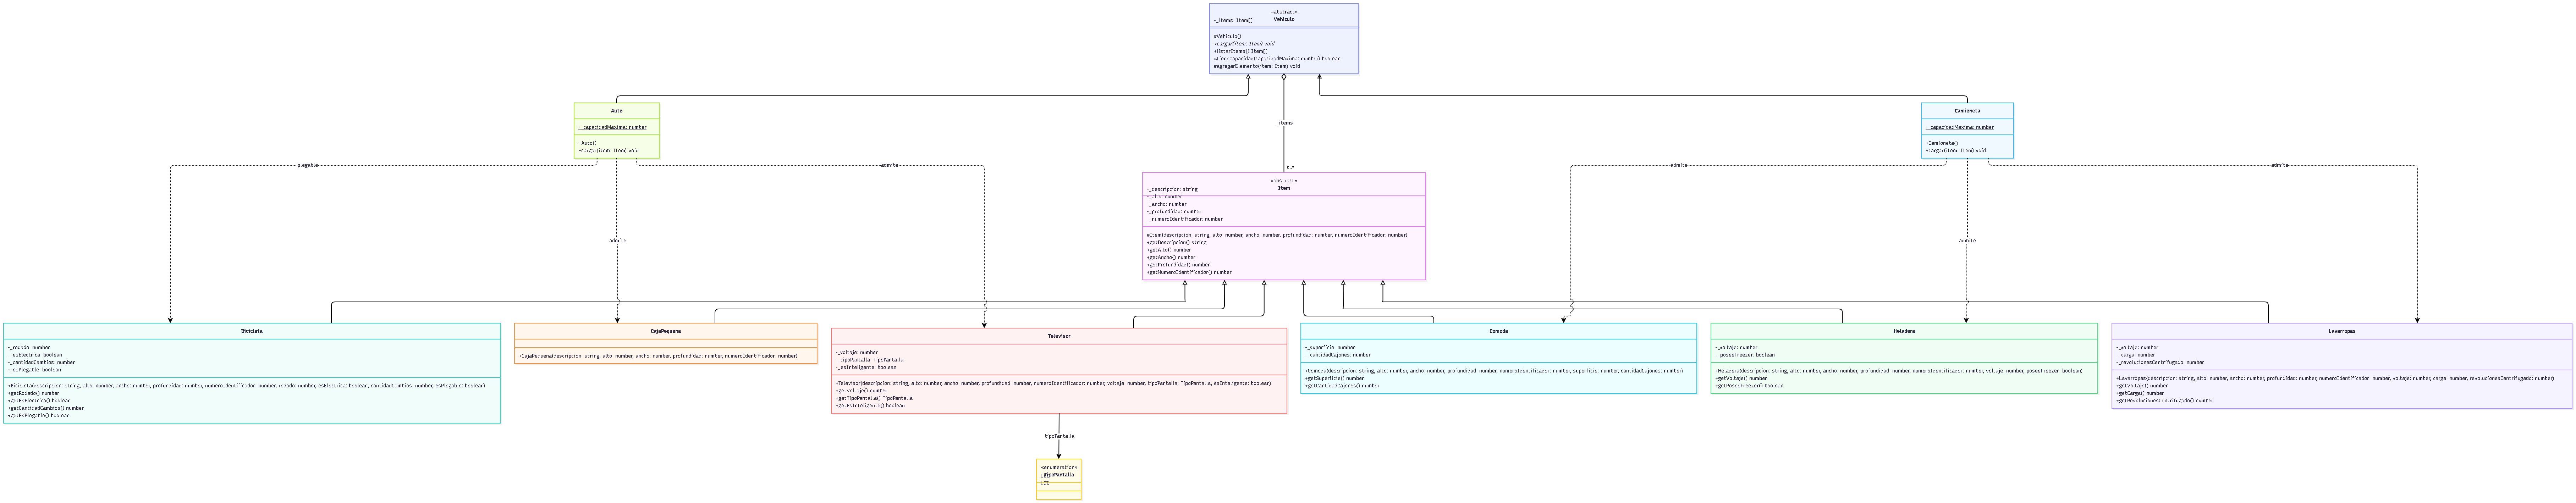 «abstract»
Vehiculo
-_items: Item[]
#Vehiculo()
+cargar(item: Item) void
+listarItems() Item[]
#tieneCapacidad(capacidadMaxima: number) boolean
#agregarElemento(item: Item) void
Auto
-_capacidadMaxima: number
+Auto()
+cargar(item: Item) void
_items
Camioneta
-_capacidadMaxima: number
+Camioneta()
+cargar(item: Item) void
plegable
admite
admite
admite
admite
admite
0..*
«abstract»
Item
-_description: string
-_alto: number
-_ancho: number
-_profundidad: number
-_numeroIdentificador: number
#Item(descripcion: string, alto: number, ancho: number, profundidad: number, numeroIdentificador: number)
+getDescripcion() string
+getAlto() number
+getAncho() number
+getProfundidad() number
+getNumeroIdentificador() number
Bicicleta
-_rodado: number
-_esElectrica: boolean
-_cantidadCambios: number
-_esPlegable: boolean
+Bicicleta(descripcion: string, alto: number, ancho: number, profundidad: number, numeroIdentificador: number, rodado: number, esElectrica: boolean, cantidadCambios: number, esPlegable: boolean)
+getRodado() number
+getEsElectrica() boolean
+getCantidadCambios() number
+getEsPlegable() boolean
CajaPequena
+CajaPequena(descripcion: string, alto: number, ancho: number, profundidad: number, numeroIdentificador: number)
Televisor
-_voltaje: number
-_tipoPantalla: TipoPantalla
-_esInteligente: boolean
+Televisor(descripcion: string, alto: number, ancho: number, profundidad: number, numeroIdentificador: number, voltaje: number, tipoPantalla: TipoPantalla, esInteligente: boolean)
+getVoltaje() number
+getTipoPantalla() TipoPantalla
+getEsInteligente() boolean
Comoda
-_superficie: number
-_cantidadCajones: number
+Comoda(descripcion: string, alto: number, ancho: number, profundidad: number, numeroIdentificador: number, superficie: number, cantidadCajones: number)
+getSuperficie() number
+getCantidadCajones() number
Heladera
-_voltaje: number
-_poseeFreezer: boolean
+Heladera(descripcion: string, alto: number, ancho: number, profundidad: number, numeroIdentificador: number, voltaje: number, poseeFreezer: boolean)
+getVoltaje() number
+getPoseeFreezer() boolean
Lavarropas
-_voltaje: number
-_carga: number
-_revolucionesCentrifugado: number
+Lavarropas(descripcion: string, alto: number, ancho: number, profundidad: number, numeroIdentificador: number, voltaje: number, carga: number, revolucionesCentrifugado: number)
+getVoltaje() number
+getCarga() number
+getRevolucionesCentrifugado() number
tipoPantalla
«enumeration»
TipoPantalla
LCD